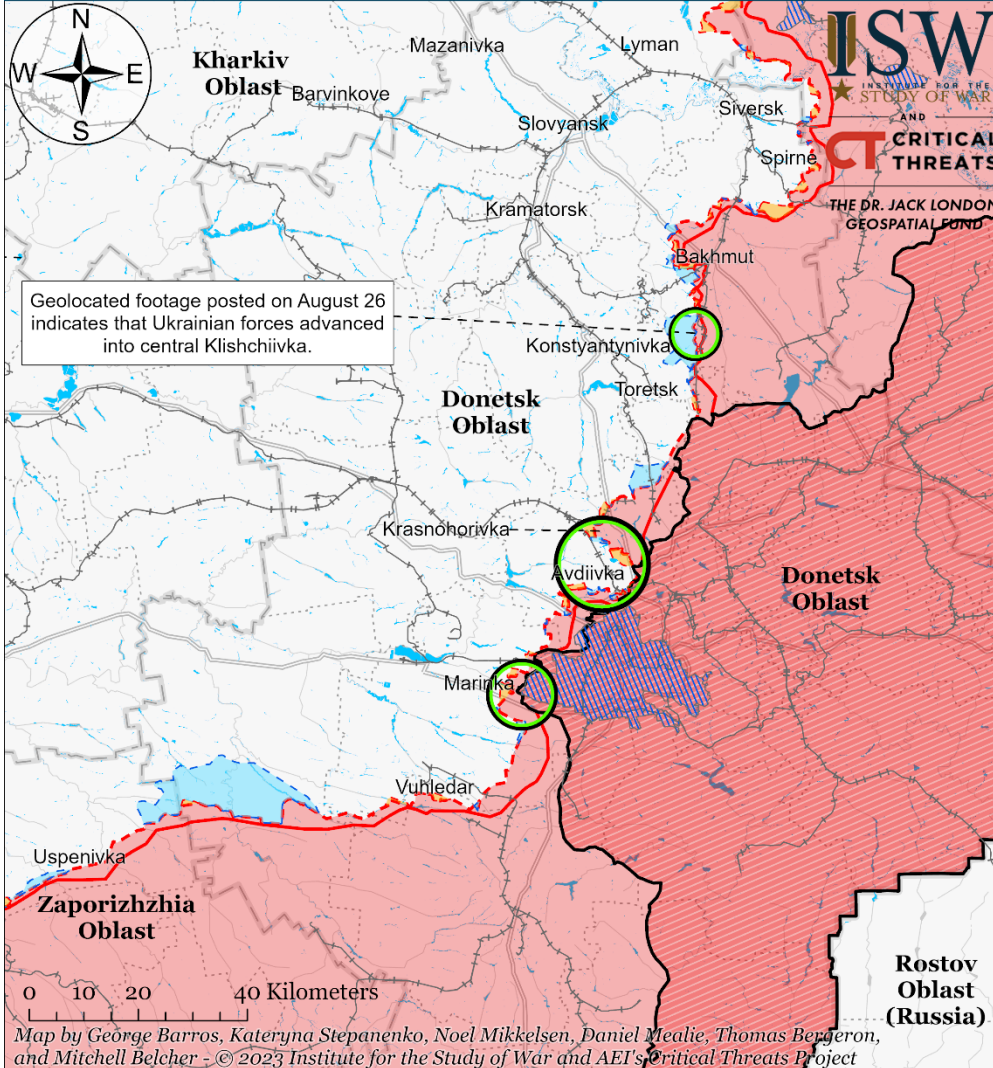 N
W E
S
Kharkiv
Oblast
Mazanivka
Lyman
Barvinkove
Slovyansk
Siversk
Spirne
Kramatorsk
Bakhmut
ISW
INSTITUTE FOR THE
STUDY OF WAR
AND
CT CRITICAL
THREATS
THE DR. JACK LONDON
GEOSPATIAL FUND
Geolocated footage posted on August 26
indicates that Ukrainian forces advanced
into central Klishchiivka.
Konstyantynivka
Toretsk
Donetsk
Oblast
Krasnohorivka
Avdiivka
Donetsk
Oblast
Marinka
Vuhledar
Uspenivka
Zaporizhzhia
Oblast
Rostov
Oblast
(Russia)
0 10 20 40 Kilometers
Map by George Barros, Kateryna Stepanenko, Noel Mikkelsen, Daniel Mealie, Thomas Bergeron,
and Mitchell Belcher - © 2023 Institute for the Study of War and AEI's Critical Threats Project